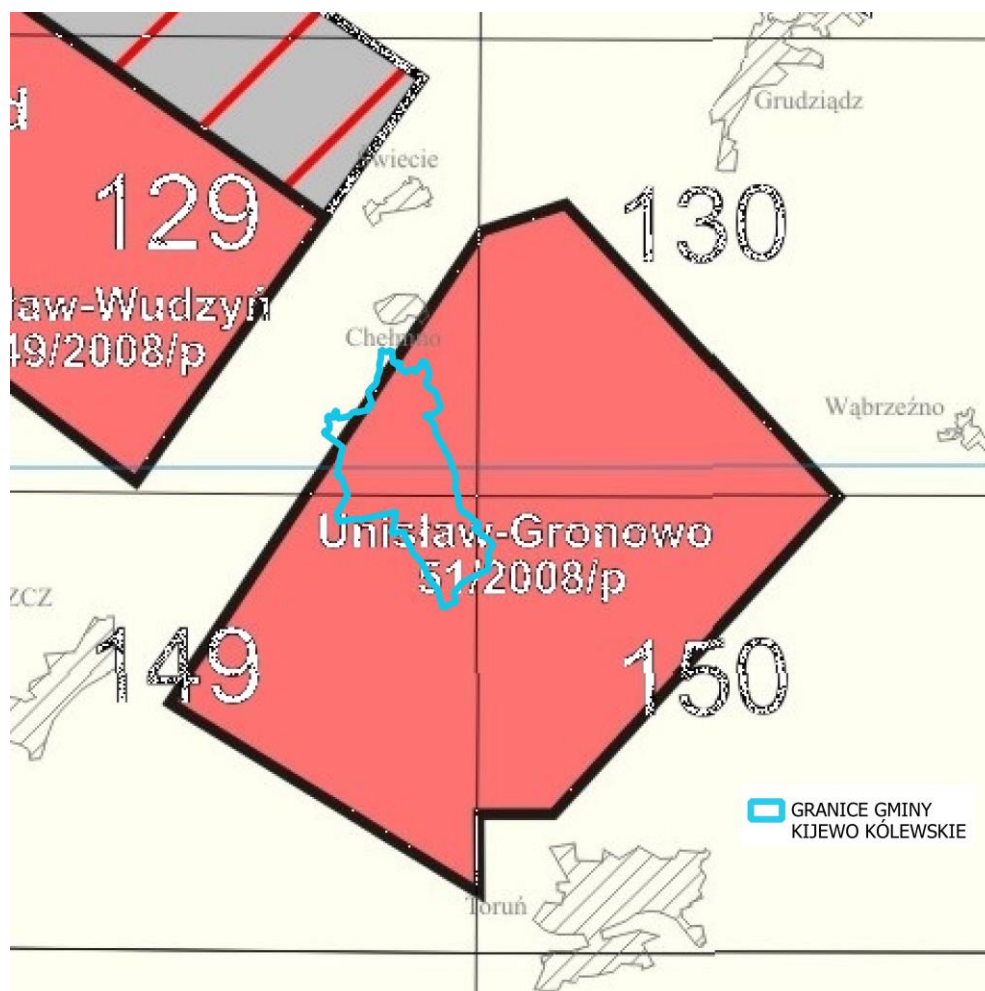 Grudziądz
d
Świecie
129
130
ław-Wudzyń
49/2008/p
Chełmno
Wąbrzeźno
Unisław-Gronowo
51/2008/p
ZCZ
149
150
GRANICE GMINY
KIJEWO KÓLEWSKIE
Toruń